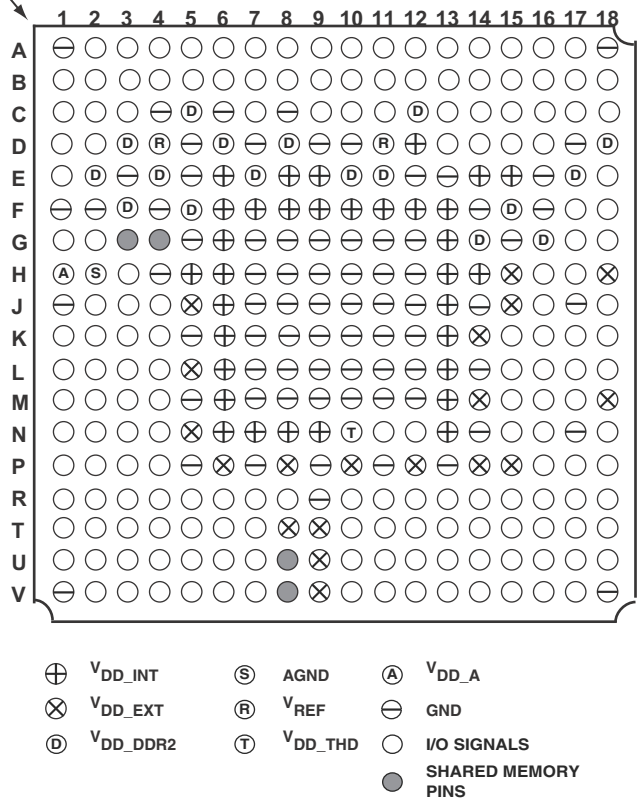 1 2 3 4 5 6 7 8 9 10 11 12 13 14 15 16 17 18
A
B
C D D
D D R D D R D
E D D D D D D
F D D D
G D D
H A S
J
K
L
M
N T
P
R
T
U
V
VDD_INT S AGND A VDD_A
VDD_EXT R VREF GND
D VDD_DDR2 T VDD_THD I/O SIGNALS
SHARED MEMORY
PINS